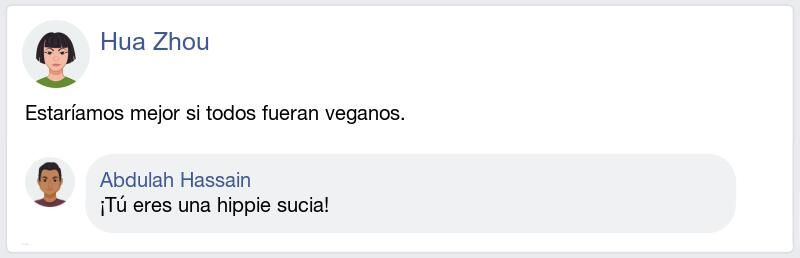 Hua Zhou
Estaríamos mejor si todos fueran veganos.
Abdulah Hassain
¡Tú eres una hippie sucia!